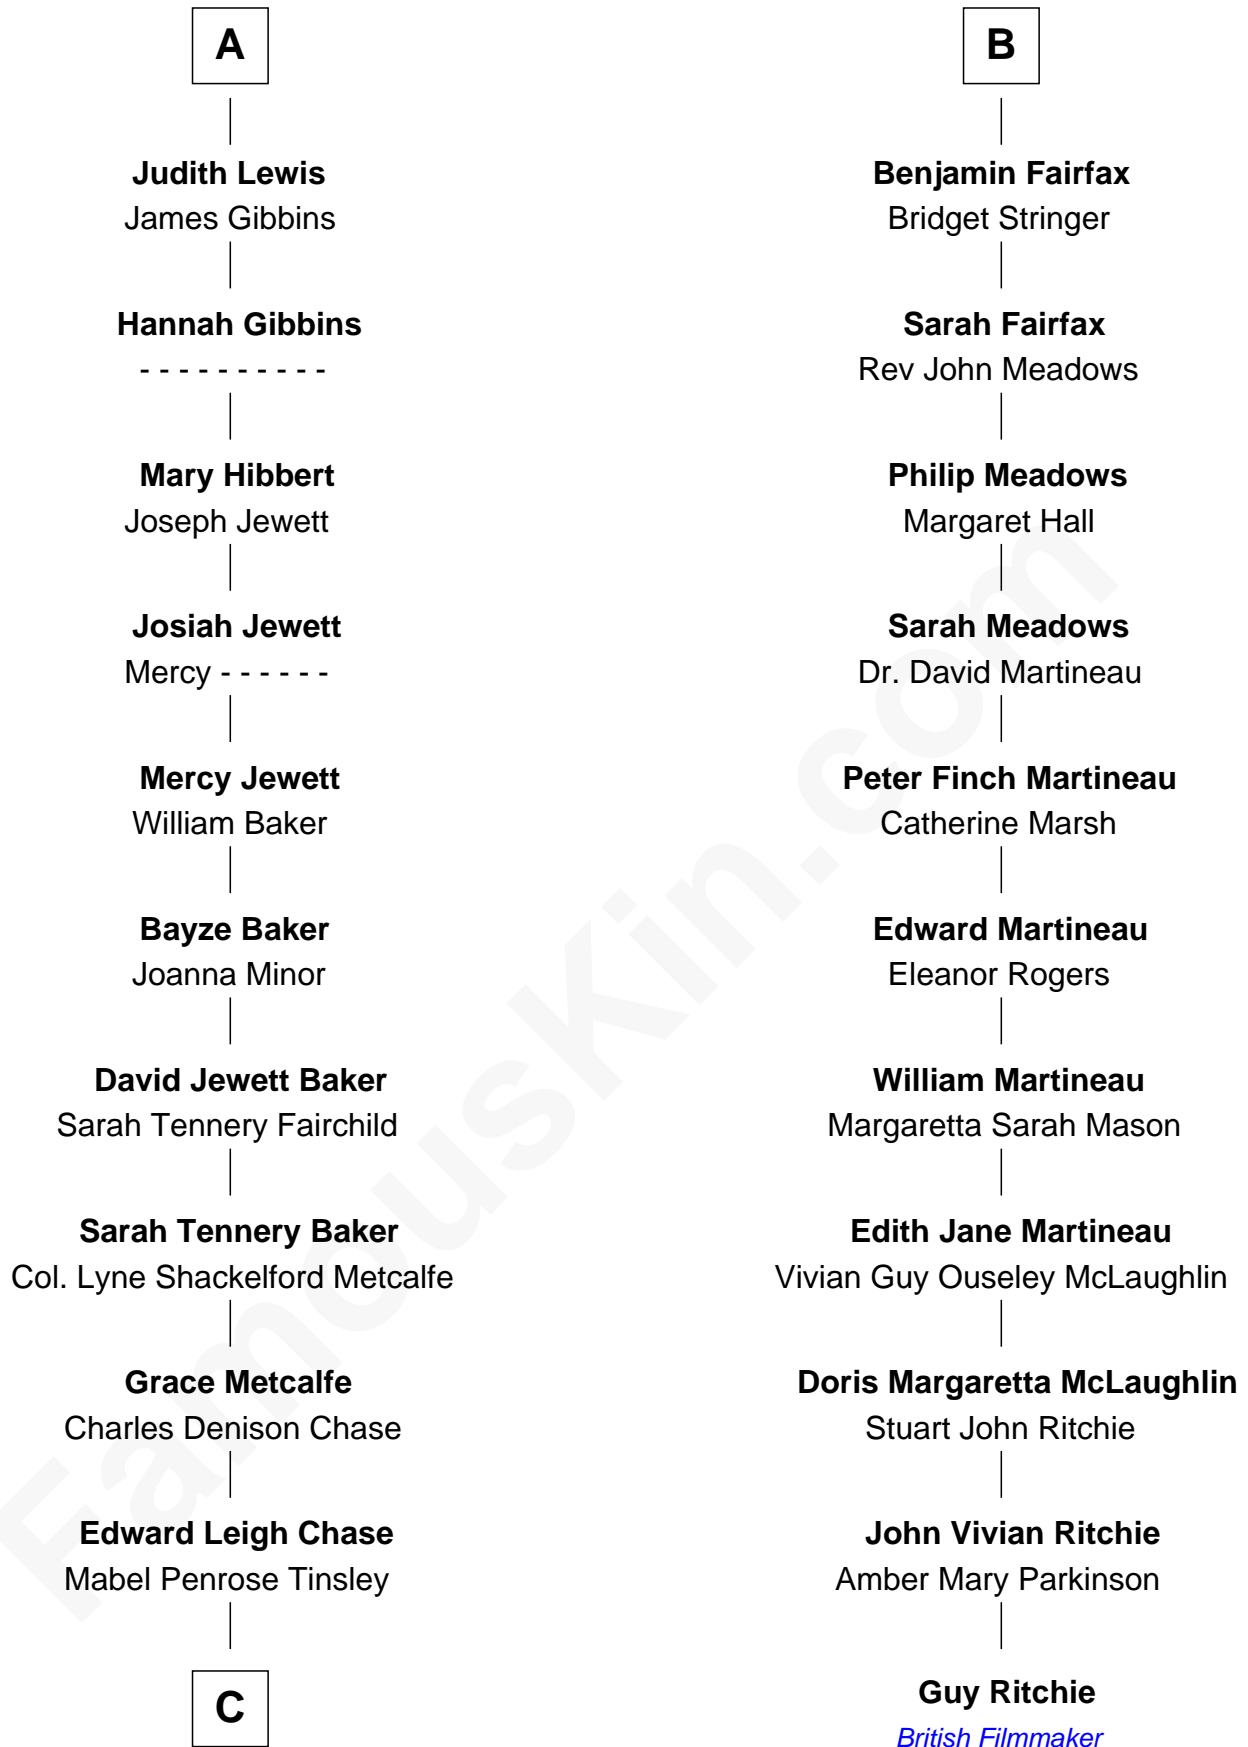 A
Judith Lewis
James Gibbins
Hannah Gibbins
- - - - - - - - - -
Mary Hibbert
Joseph Jewett
Josiah Jewett
Mercy - - - - - -
Mercy Jewett
William Baker
Bayze Baker
Joanna Minor
David Jewett Baker
Sarah Tennery Fairchild
Sarah Tennery Baker
Col. Lyne Shackelford Metcalfe
Grace Metcalfe
Charles Denison Chase
Edward Leigh Chase
Mabel Penrose Tinsley
C
B
Benjamin Fairfax
Bridget Stringer
Sarah Fairfax
Rev John Meadows
Philip Meadows
Margaret Hall
Sarah Meadows
Dr. David Martineau
Peter Finch Martineau
Catherine Marsh
Edward Martineau
Eleanor Rogers
William Martineau
Margaretta Sarah Mason
Edith Jane Martineau
Vivian Guy Ouseley McLaughlin
Doris Margaretta McLaughlin
Stuart John Ritchie
John Vivian Ritchie
Amber Mary Parkinson
Guy Ritchie
British Filmmaker
FamousKin.com